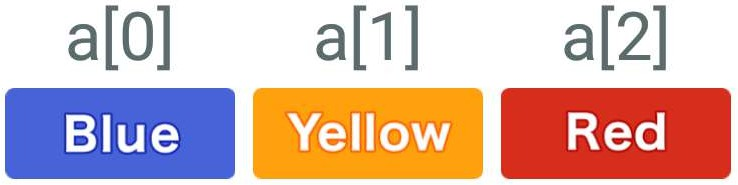 a[0] a[1] a[2]
Blue Yellow Red